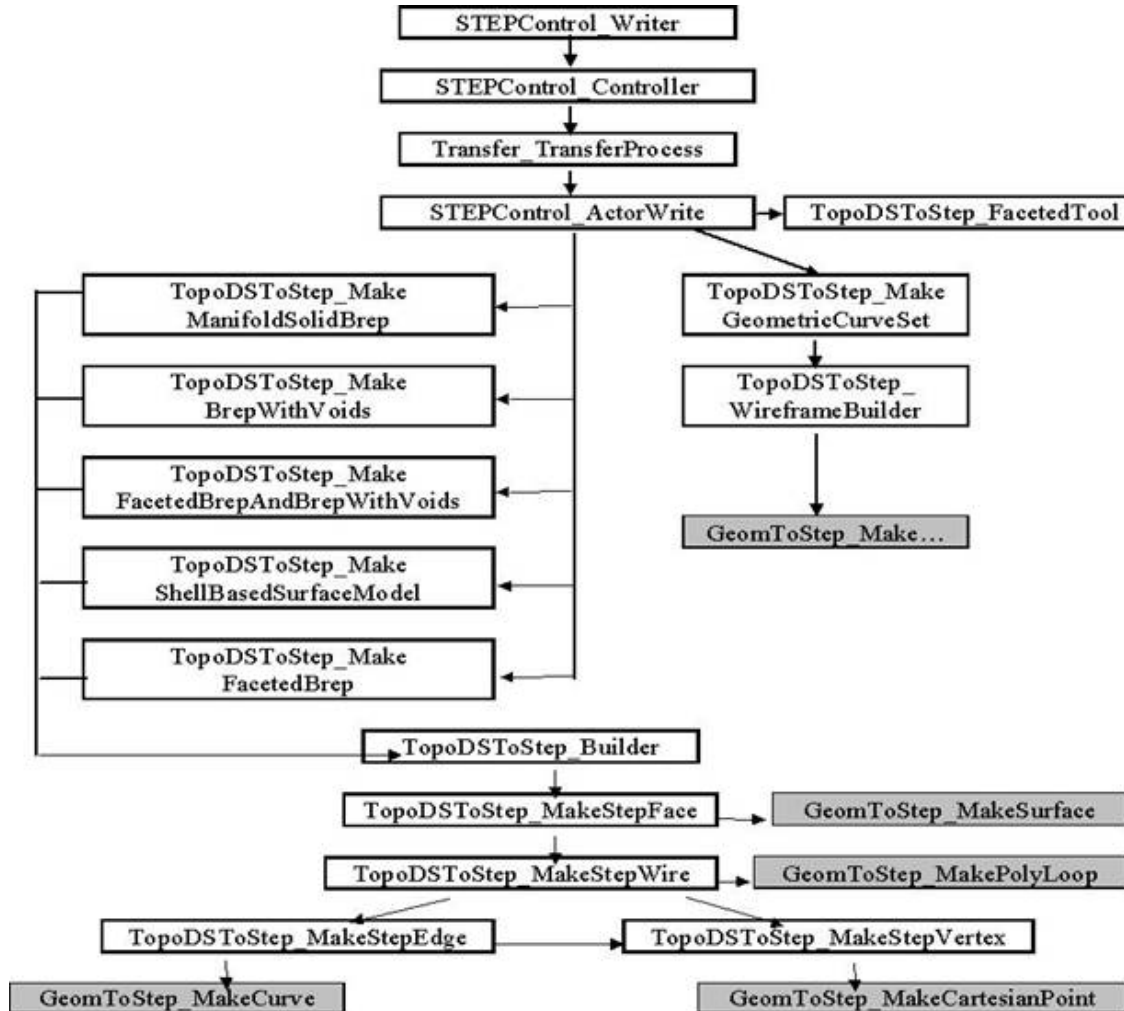 STEPControl_Writer
STEPControl_Controller
Transfer_TransferProcess
STEPControl_ActorWrite
TopoDSToStep_FacetedTool
TopoDSToStep_Make
ManifoldSolidBrep
TopoDSToStep_Make
GeometricCurveSet
TopoDSToStep_Make
BrepWithVoids
TopoDSToStep_
WireframeBuilder
TopoDSToStep_Make
FacetedBrepAndBrepWithVoids
GeomToStep_Make...
TopoDSToStep_Make
ShellBasedSurfaceModel
TopoDSToStep_Make
FacetedBrep
TopoDSToStep_Builder
TopoDSToStep_MakeStepFace
GeomToStep_MakeSurface
TopoDSToStep_MakeStepWire
GeomToStep_MakePolyLoop
TopoDSToStep_MakeStepEdge
TopoDSToStep_MakeStepVertex
GeomToStep_MakeCurve
GeomToStep_MakeCartesianPoint